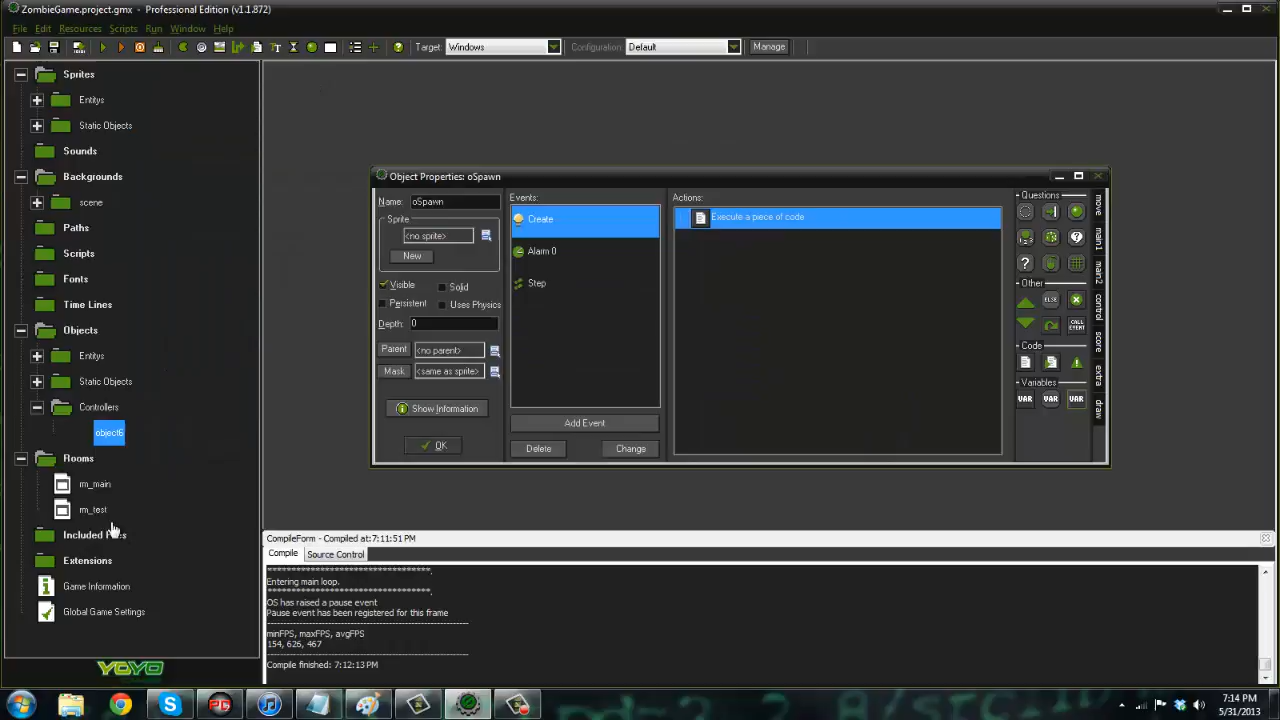 ZombieGame.project.gmx - Professional Edition (v1.1.872)
File Edit Resources Scripts Run Window Help
Target: Windows Configuration: Default Manage
Sprites
Entitys
Static Objects
Sounds
Backgrounds
scene
Paths
Scripts
Fonts
Time Lines
Objects
Entitys
Static Objects
Controllers
object6
Rooms
rm_main
rm_test
Extensions
Game Information
Global Game Settings
YOYO
Object Properties: oSpawn
Name: oSpawn
Sprite
<no sprite>
New
Visible Solid
Persistent Uses Physics
Depth: 0
Parent <no parent>
Mask <same as sprite>
Show Information
OK
Events:
Create
Alarm 0
Step
Add Event
Delete Change
Actions:
Execute a piece of code
Questions
Other
ELSE
CALL EVENT
Code
Variables
VAR VAR VAR
move
main1
main2
control
score
extra
draw
CompileForm - Compiled at:7:11:51 PM
Compile Source Control
Entering main loop.
OS has raised a pause event
Pause event has been registered for this frame
minFPS, maxFPS, avgFPS
154, 626, 467
Compile finished: 7:12:13 PM
7:14 PM
5/31/2013